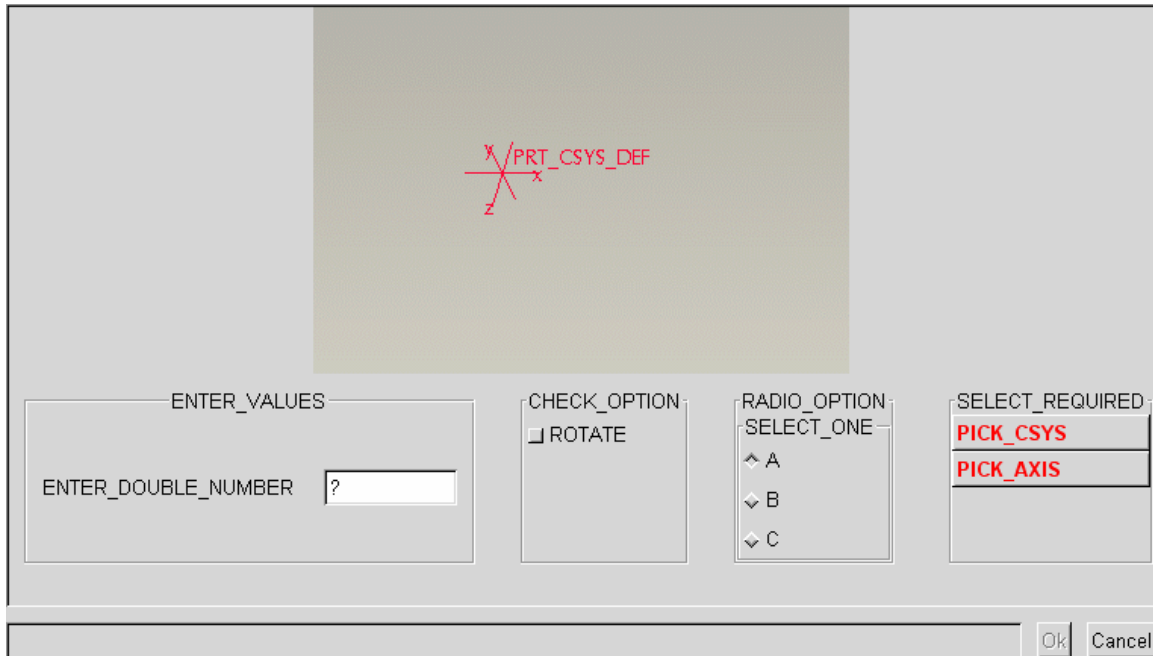 y PRT_CSYS_DEF
x
z
ENTER_VALUES
ENTER_DOUBLE_NUMBER ?
CHECK_OPTION
ROTATE
RADIO_OPTION
SELECT_ONE
A
B
C
SELECT_REQUIRED
PICK_CSYS
PICK_AXIS
Ok Cancel